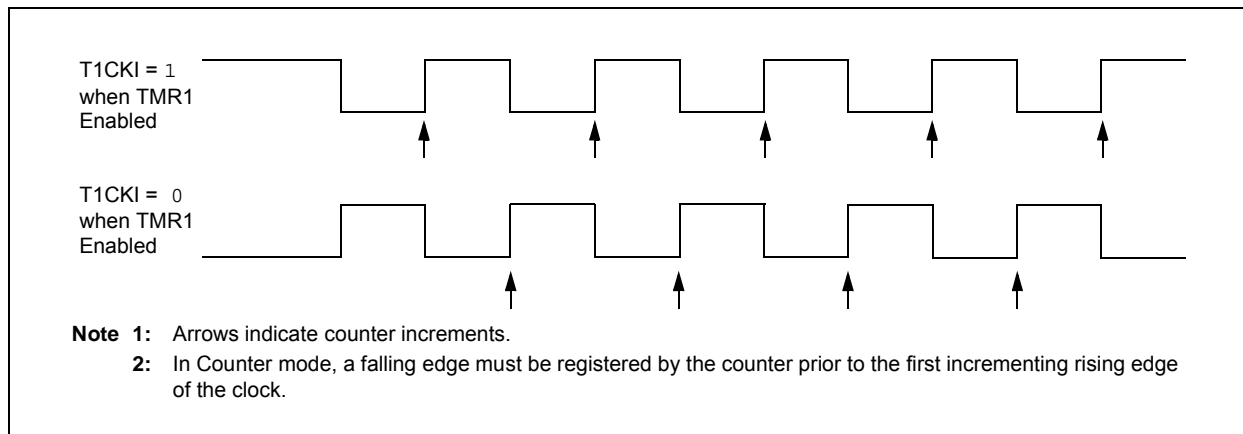 T1CKI = 1
when TMR1
Enabled
T1CKI = 0
when TMR1
Enabled
Note 1: Arrows indicate counter increments.
2: In Counter mode, a falling edge must be registered by the counter prior to the first incrementing rising edge
of the clock.